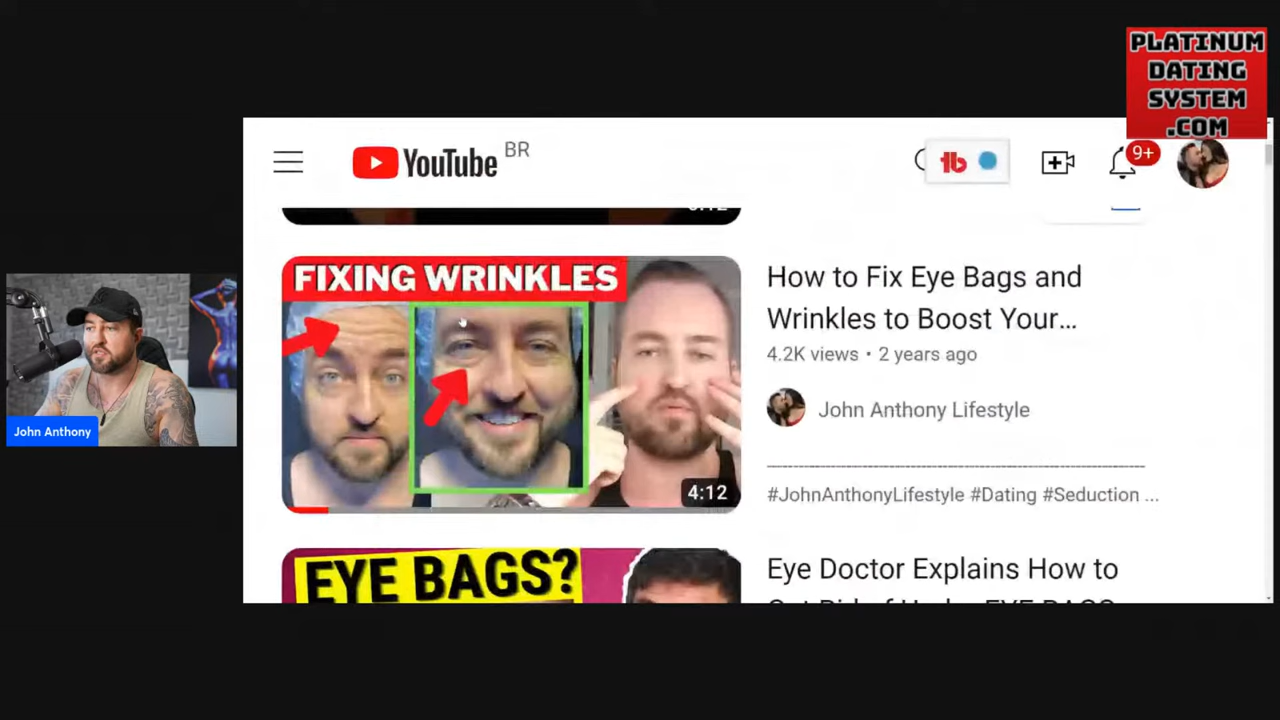 PLATINUM
DATING
SYSTEM
.COM
YouTube BR
9+
FIXING WRINKLES
4:12
How to Fix Eye Bags and
Wrinkles to Boost Your...
4.2K views • 2 years ago
John Anthony Lifestyle
#JohnAnthonyLifestyle #Dating #Seduction ...
John Anthony
EYE BAGS?
Eye Doctor Explains How to